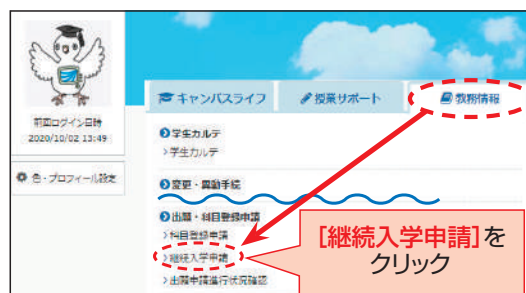 キャンパスライフ
授業サポート
教務情報
前回ログイン日時
2020/10/02 13:49
色・プロフィール設定
学生カルテ
>学生カルテ
変更・異動手続
出願・科目登録申請
>科目登録申請
>継続入学申請
>出願申請進行状況確認
[継続入学申請]を
クリック